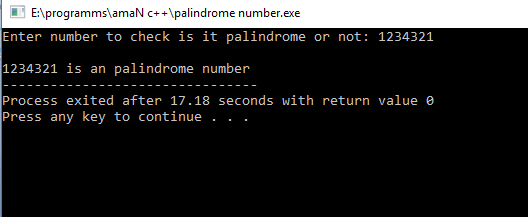 E:\programms\amaN c++\palindrome number.exe
Enter number to check is it palindrome or not: 1234321
1234321 is an palindrome number
--------------------------------
Process exited after 17.18 seconds with return value 0
Press any key to continue . . .